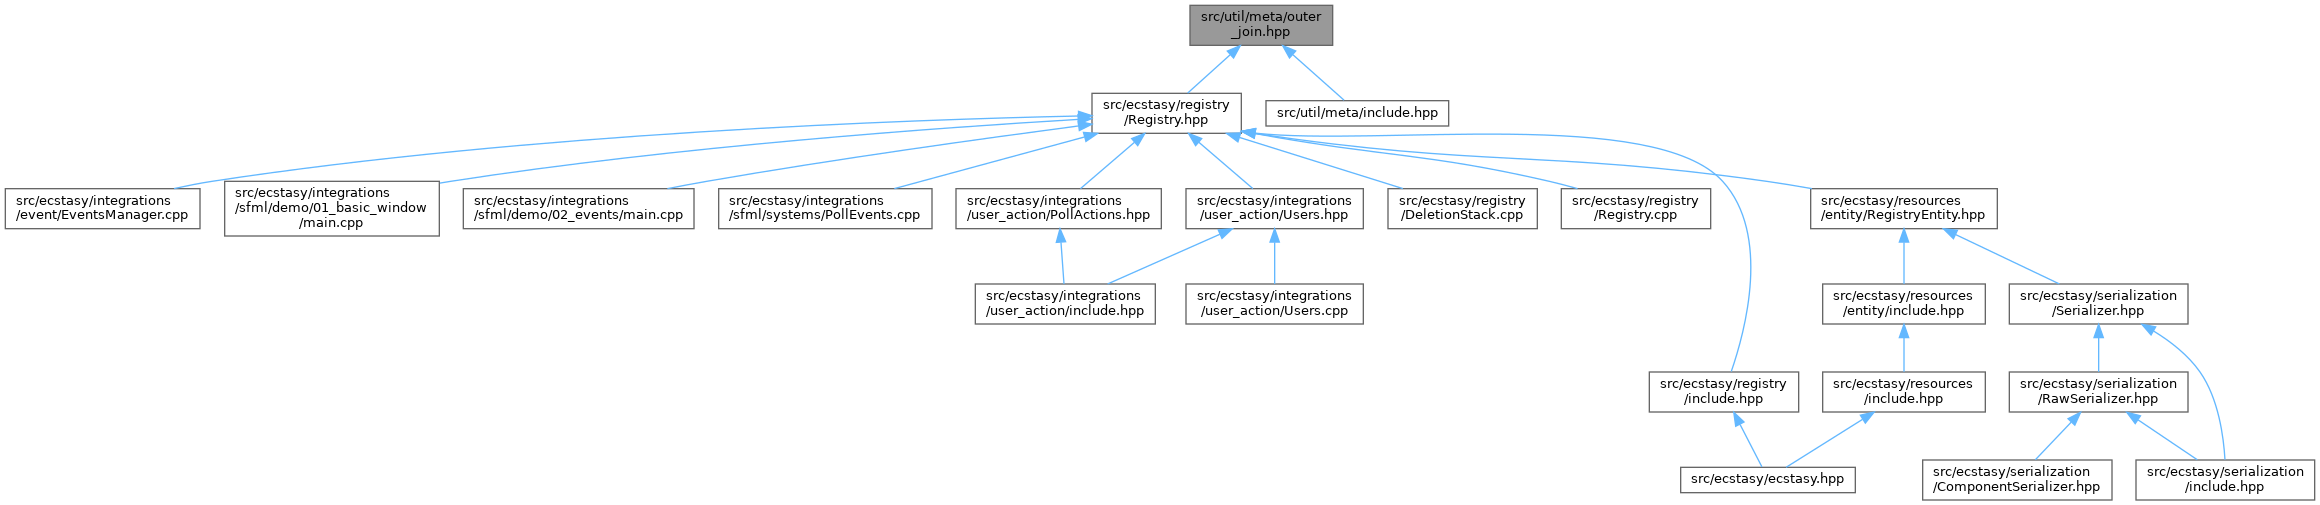 src/util/meta/outer
_join.hpp
src/ecstasy/registry
/Registry.hpp
src/util/meta/include.hpp
src/ecstasy/integrations
/event/EventsManager.cpp
src/ecstasy/integrations
/sfml/demo/01_basic_window
/main.cpp
src/ecstasy/integrations
/sfml/demo/02_events/main.cpp
src/ecstasy/integrations
/sfml/systems/PollEvents.cpp
src/ecstasy/integrations
/user_action/PollActions.hpp
src/ecstasy/integrations
/user_action/Users.hpp
src/ecstasy/registry
/DeletionStack.cpp
src/ecstasy/registry
/Registry.cpp
src/ecstasy/resources
/entity/RegistryEntity.hpp
src/ecstasy/integrations
/user_action/include.hpp
src/ecstasy/integrations
/user_action/Users.cpp
src/ecstasy/resources
/entity/include.hpp
src/ecstasy/serialization
/Serializer.hpp
src/ecstasy/registry
/include.hpp
src/ecstasy/resources
/include.hpp
src/ecstasy/serialization
/RawSerializer.hpp
src/ecstasy/ecstasy.hpp
src/ecstasy/serialization
/ComponentSerializer.hpp
src/ecstasy/serialization
/include.hpp